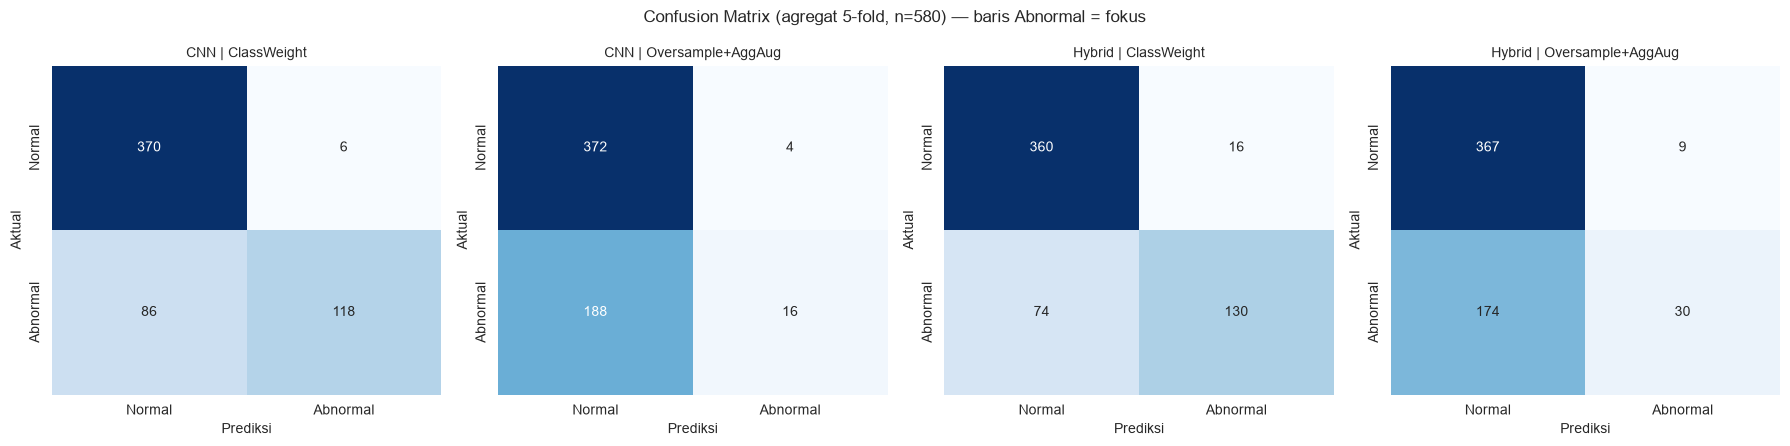 Confusion Matrix (agregat 5-fold, n=580) — baris Abnormal = fokus
CNN | ClassWeight
Aktual
Normal
370
6
Abnormal
86
118
Normal
Abnormal
Prediksi
CNN | Oversample+AggAug
Aktual
Normal
372
4
Abnormal
188
16
Normal
Abnormal
Prediksi
Hybrid | ClassWeight
Aktual
Normal
360
16
Abnormal
74
130
Normal
Abnormal
Prediksi
Hybrid | Oversample+AggAug
Aktual
Normal
367
9
Abnormal
174
30
Normal
Abnormal
Prediksi